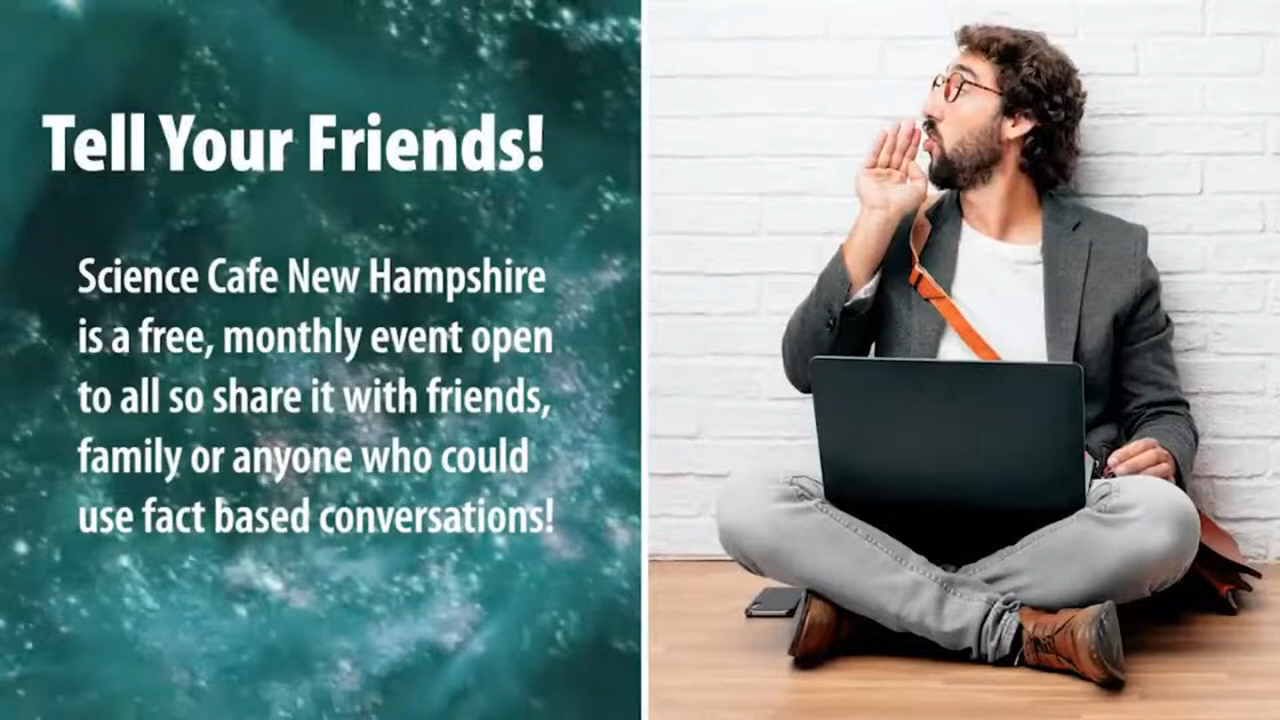 Tell Your Friends!
Science Cafe New Hampshire
is a free, monthly event open
to all so share it with friends,
family or anyone who could
use fact based conversations!